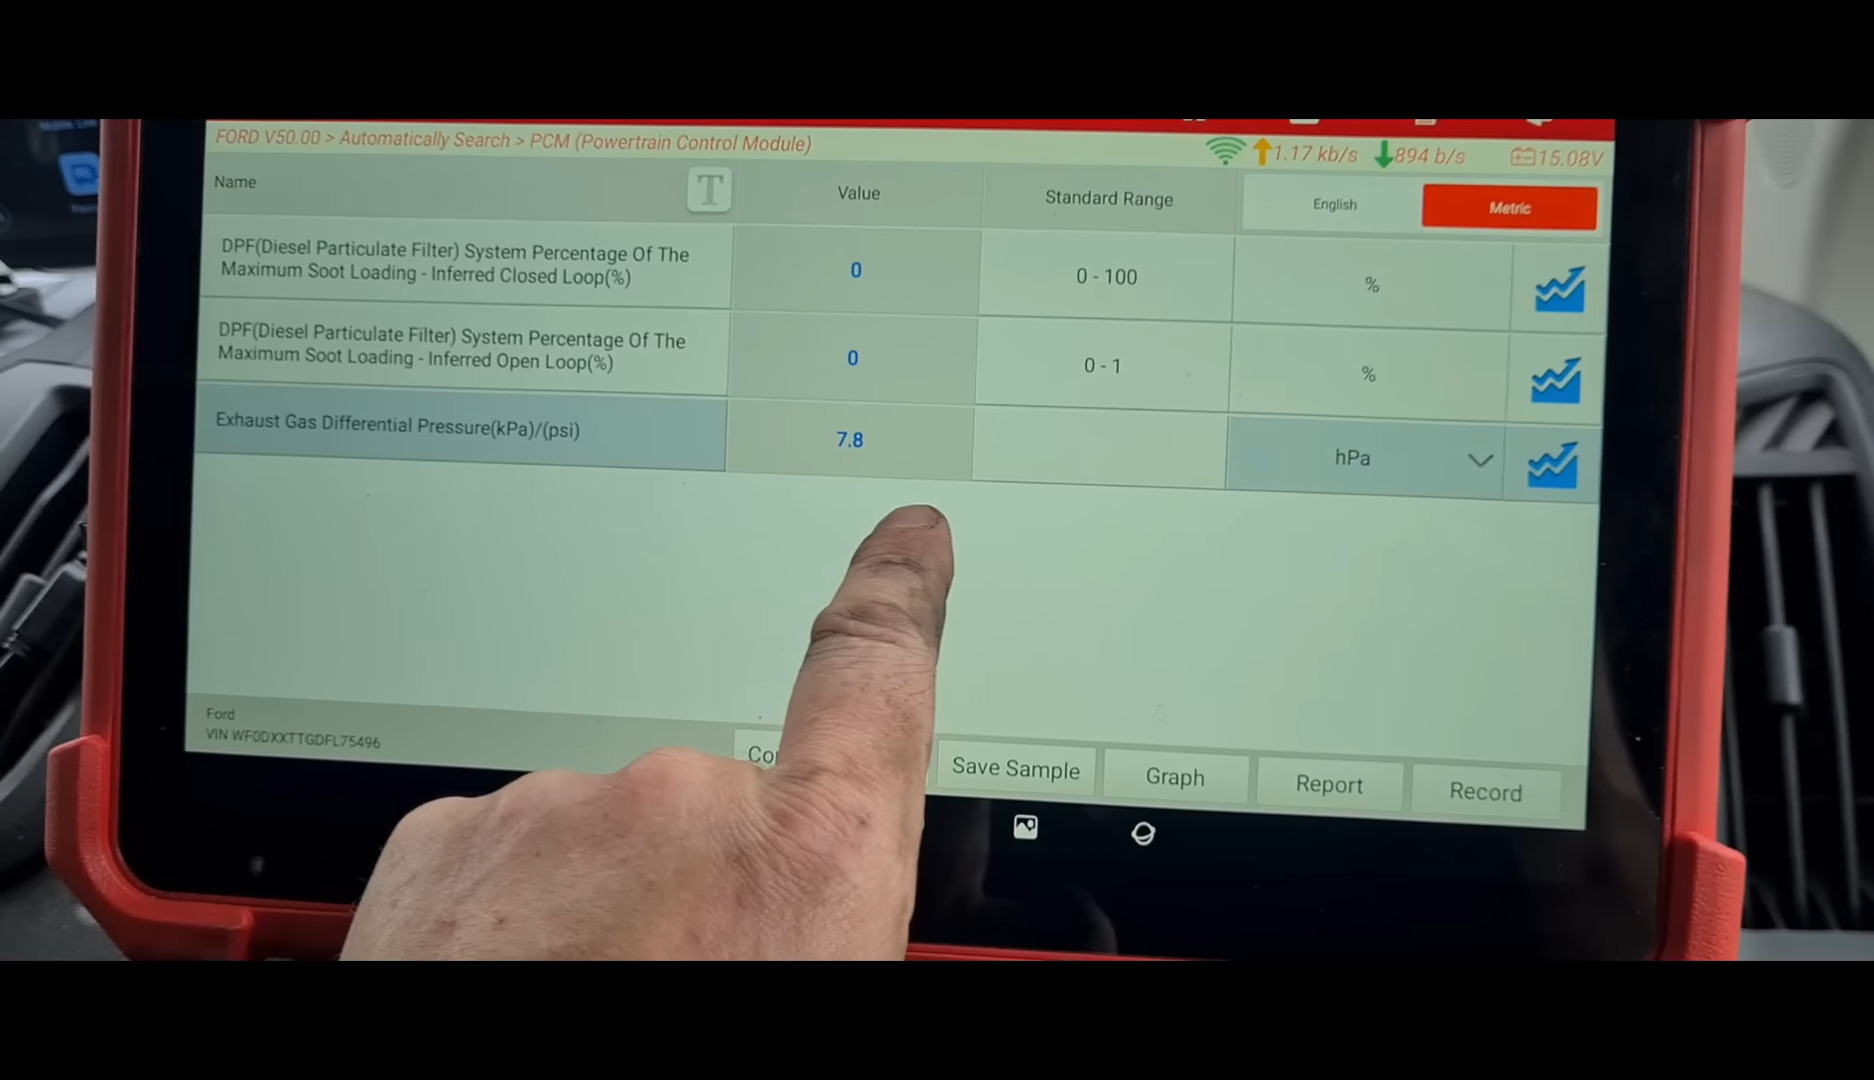 FORD V50.00 > Automatically Search > PCM (Powertrain Control Module)
1.17 kb/s 894 b/s 15.08V
Name T Value Standard Range English Metric
DPF(Diesel Particulate Filter) System Percentage Of The
Maximum Soot Loading - Inferred Closed Loop(%)
0 0 - 100 %
DPF(Diesel Particulate Filter) System Percentage Of The
Maximum Soot Loading - Inferred Open Loop(%)
0 0 - 1 %
Exhaust Gas Differential Pressure(kPa)/(psi) 7.8 hPa
Ford
VIN WF0DXXTTGDFL75496
Save Sample Graph Report Record